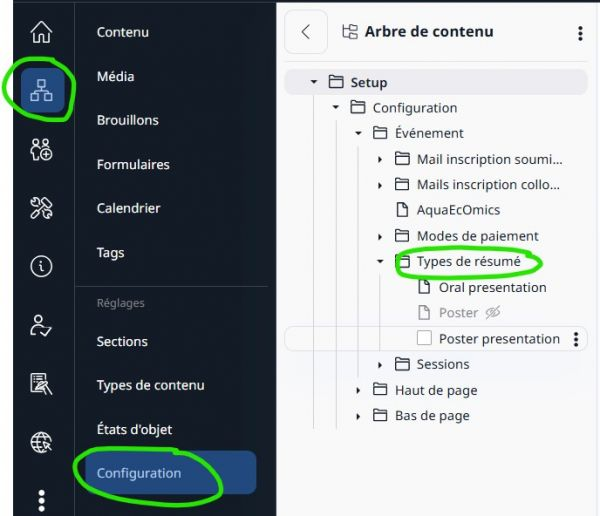 Contenu
Média
Brouillons
Formulaires
Calendrier
Tags
Réglages
Sections
Types de contenu
États d'objet
Configuration
Arbre de contenu
Setup
Configuration
Événement
Mail inscription soumi...
Mails inscription collo...
AquaEcOmics
Modes de paiement
Types de résumé
Oral presentation
Poster
Poster presentation
Sessions
Haut de page
Bas de page